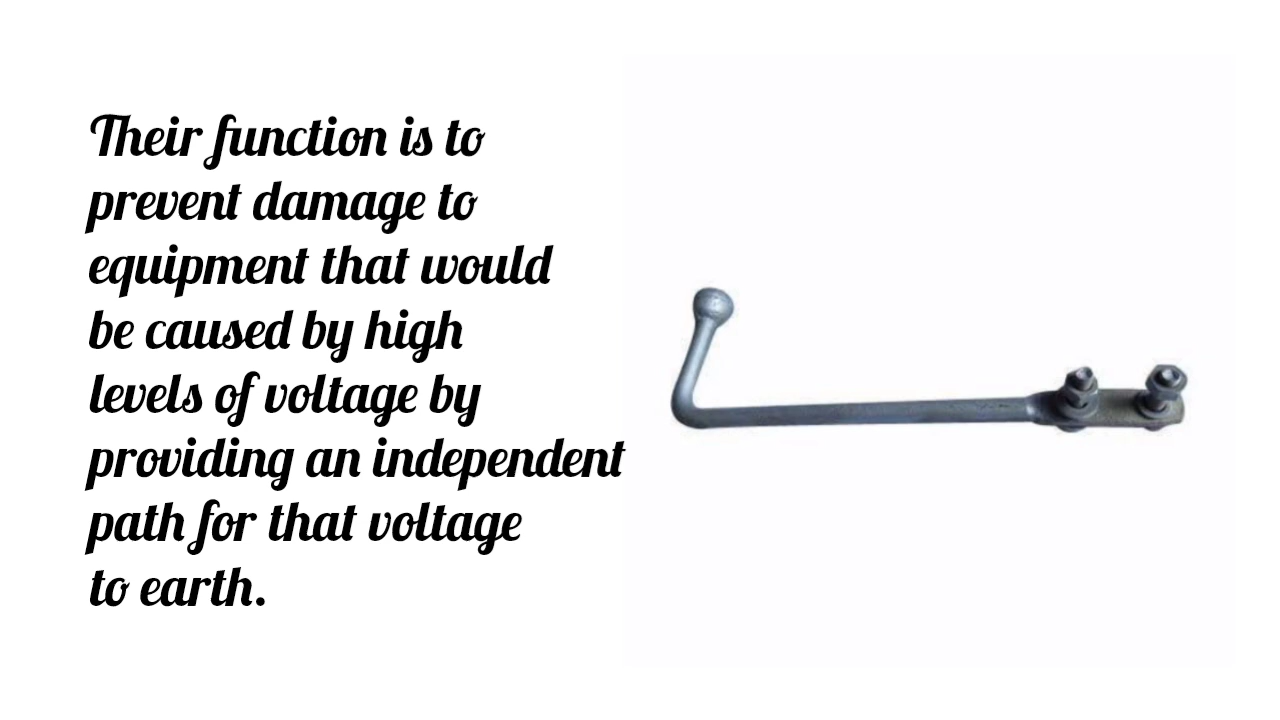 Their function is to
prevent damage to
equipment that would
be caused by high
levels of voltage by
providing an independent
path for that voltage
to earth.